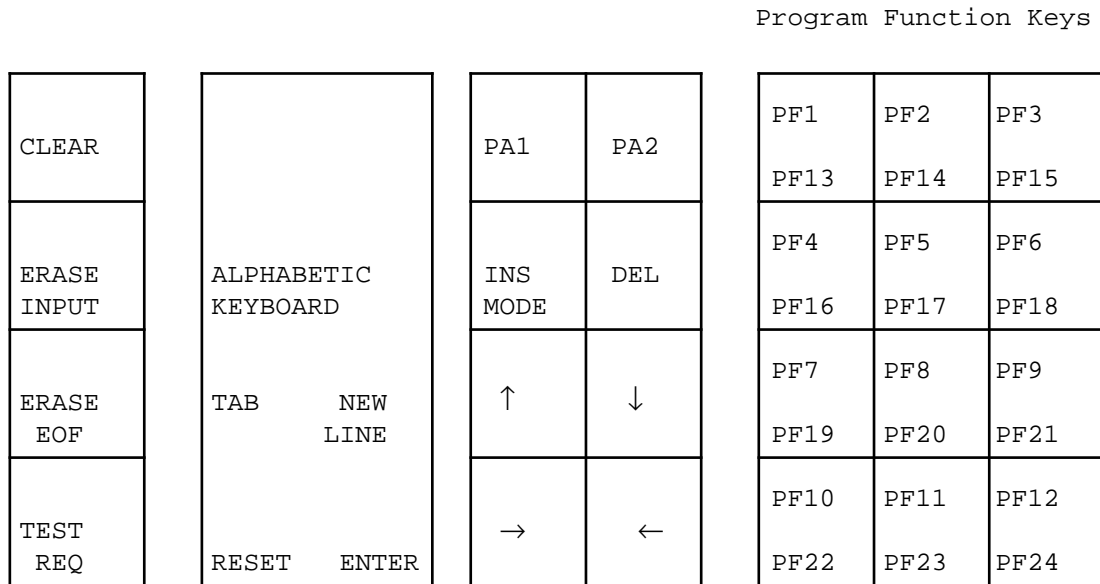 Program Function Keys
CLEAR
ERASE
INPUT
ERASE
EOF
TEST
REQ
ALPHABETIC
KEYBOARD
TAB NEW
LINE
RESET ENTER
PA1 PA2
INS DEL
MODE
↑ ↓
→ ←
PF1 PF2 PF3
PF13 PF14 PF15
PF4 PF5 PF6
PF16 PF17 PF18
PF7 PF8 PF9
PF19 PF20 PF21
PF10 PF11 PF12
PF22 PF23 PF24